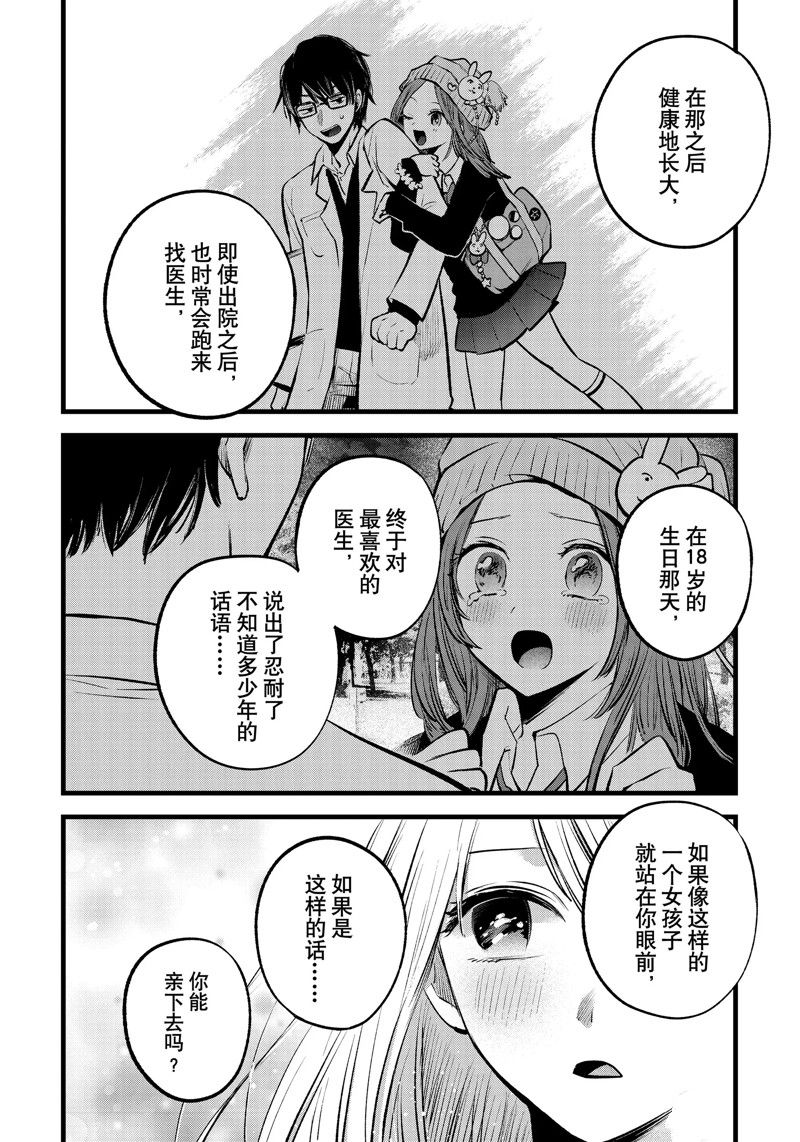 在那之后
健康地长大，
即使出院之后，
也时常会跑来
找医生，
在18岁的
生日那天，
终于对
最喜欢的
医生，
说出了忍耐了
不知道多少年的
话语……
如果像这样的
一个女孩子
就站在你眼前，
如果是
这样的话……
你能
亲下去吗？